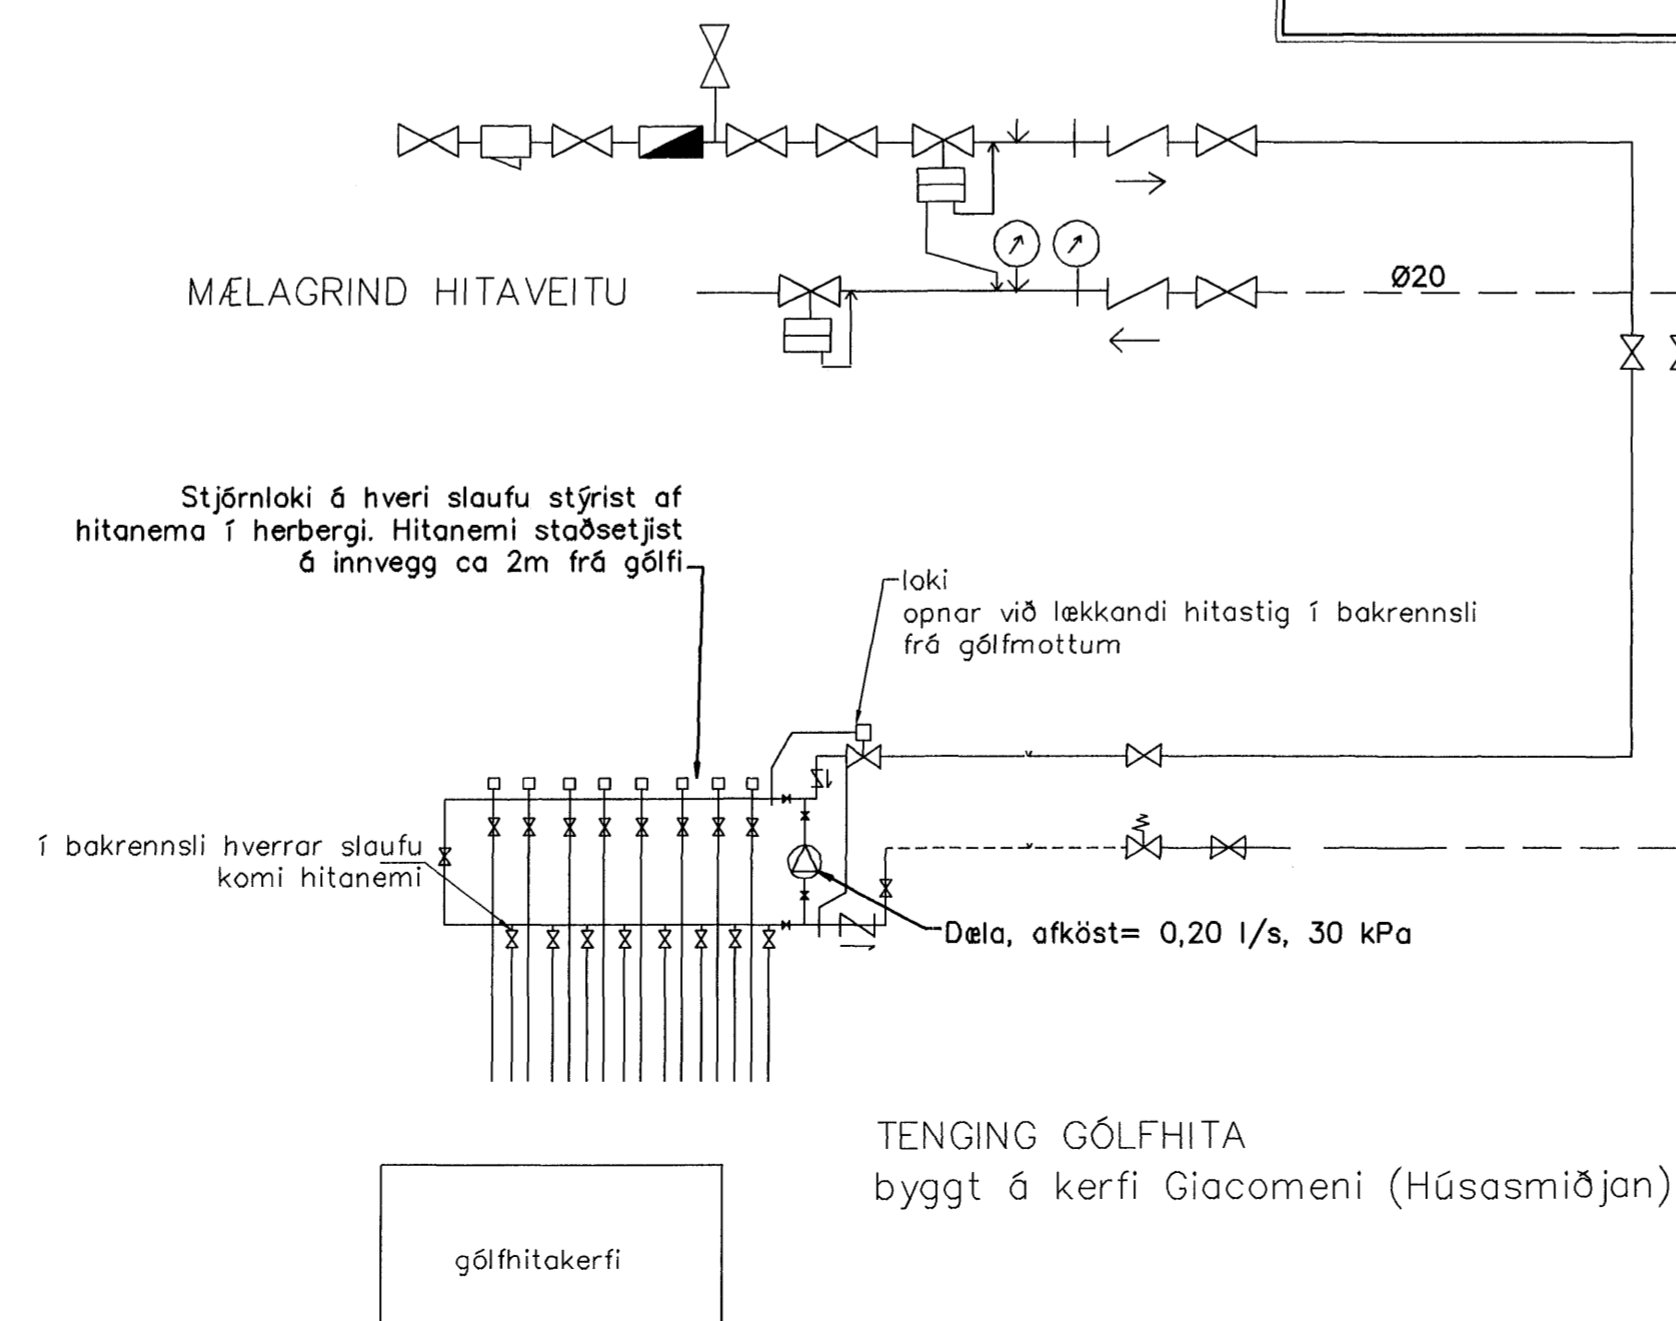 MÆLAGRIND HITAVEITU
Ø20
Stjórnloki á hveri slaufu stýrist af
hitanema í herbergi. Hitanemi staðsetjist
á innvegg ca 2m frá gólfi
loki
opnar við lækkandi hitastig í bakrennsli
frá gólfmottum
í bakrennsli hverrar slaufu
komi hitanemi
Dæla, afköst= 0,20 l/s, 30 kPa
TENGING GÓLFHITA
byggt á kerfi Giacomeni (Húsasmiðjan)
gólfhitakerfi